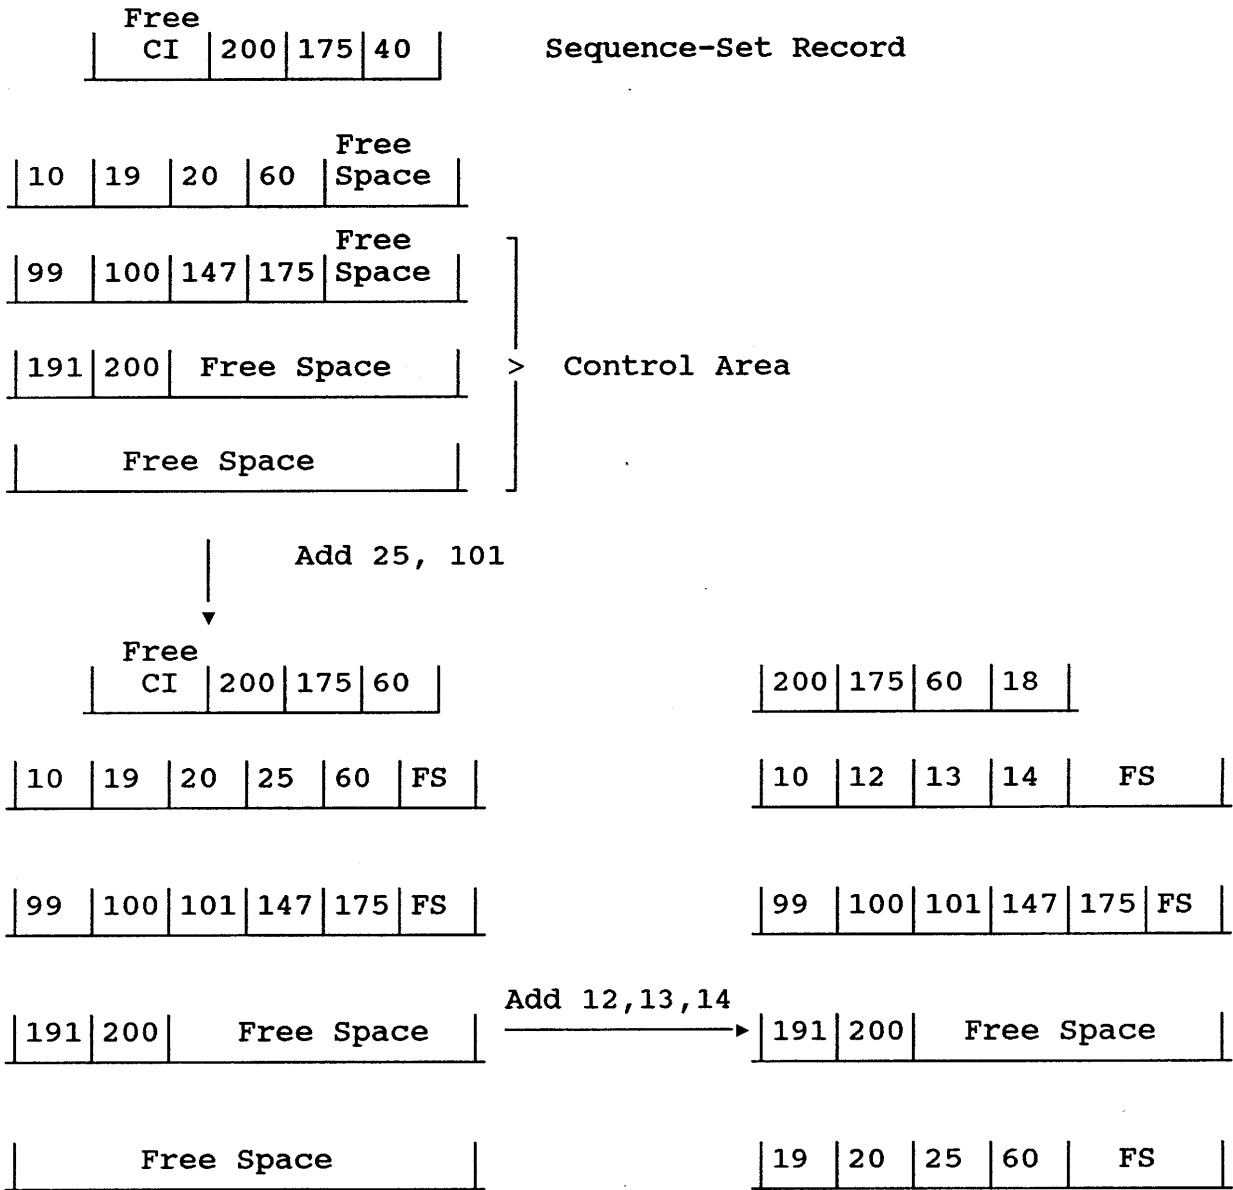 Free
CI 200 175 40 Sequence-Set Record
Free
10 19 20 60 Space
Free
99 100 147 175 Space
191 200 Free Space > Control Area
Free Space
Add 25, 101
Free
CI 200 175 60
200 175 60 18
10 19 20 25 60 FS
10 12 13 14 FS
99 100 101 147 175 FS
99 100 101 147 175 FS
Add 12,13,14
191 200 Free Space
191 200 Free Space
Free Space
19 20 25 60 FS